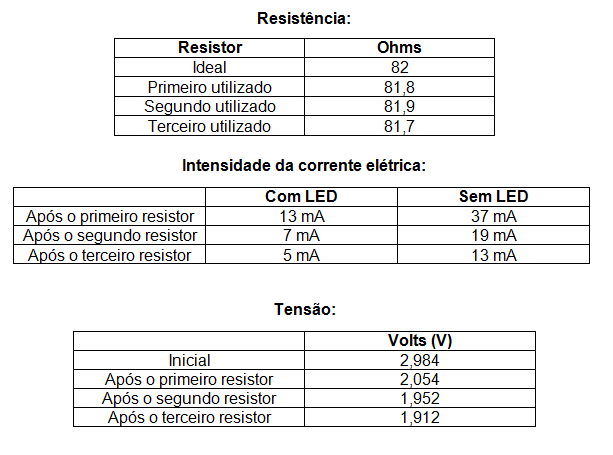 Resistência:
Resistor Ohms
Ideal 82
Primeiro utilizado 81,8
Segundo utilizado 81,9
Terceiro utilizado 81,7
Intensidade da corrente elétrica:
Com LED Sem LED
Após o primeiro resistor 13 mA 37 mA
Após o segundo resistor 7 mA 19 mA
Após o terceiro resistor 5 mA 13 mA
Tensão:
Volts (V)
Inicial 2,984
Após o primeiro resistor 2,054
Após o segundo resistor 1,952
Após o terceiro resistor 1,912